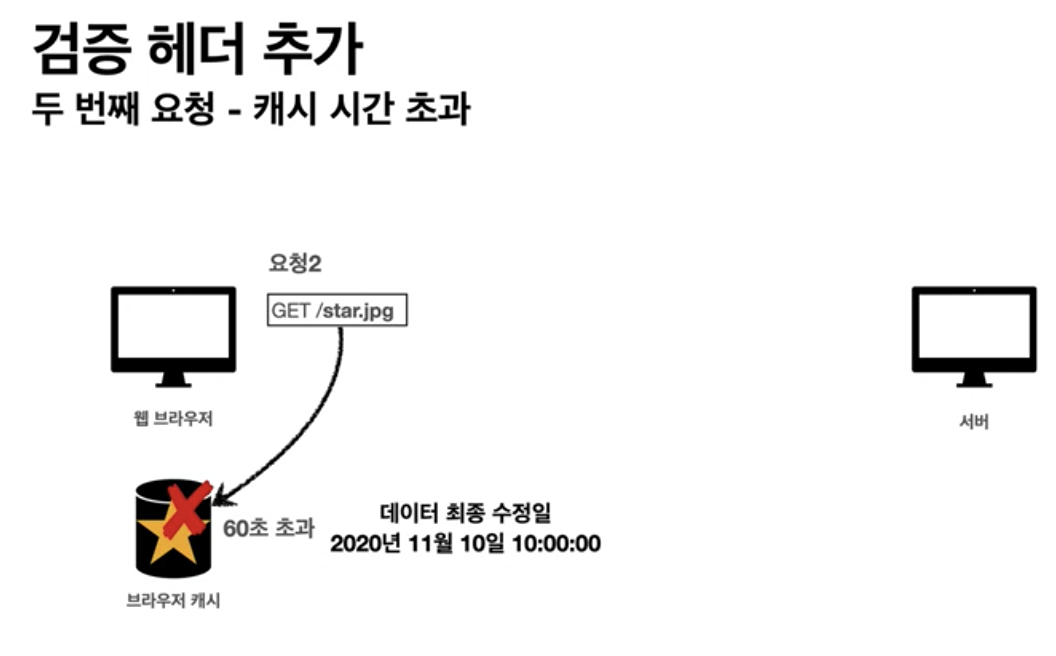 검증 헤더 추가
두 번째 요청 - 캐시 시간 초과
요청2
GET /star.jpg
웹 브라우저
서버
60초 초과
데이터 최종 수정일
2020년 11월 10일 10:00:00
브라우저 캐시